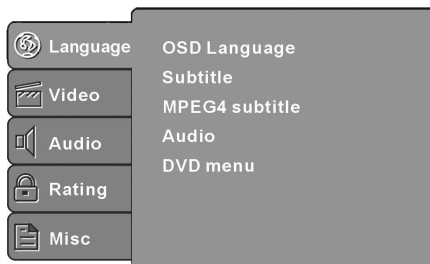 Language
Video
Audio
Rating
Misc
OSD Language
Subtitle
MPEG4 subtitle
Audio
DVD menu